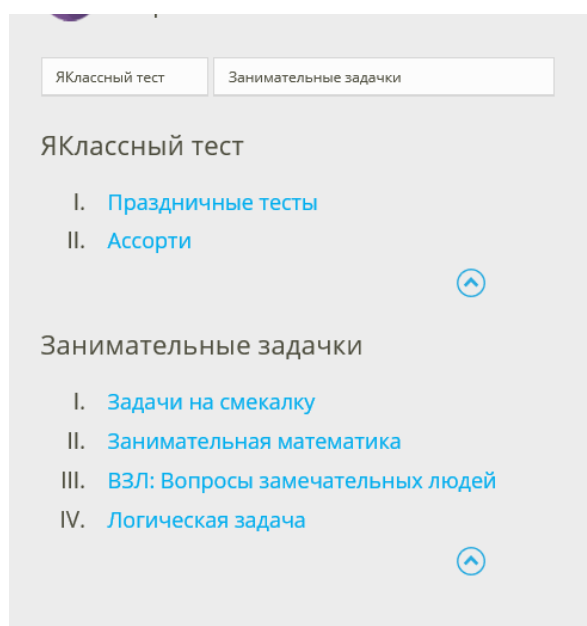 ЯКлассный тест
Занимательные задачки
ЯКлассный тест
I. Праздничные тесты
II. Ассорти
Занимательные задачки
I. Задачи на смекалку
II. Занимательная математика
III. ВЗЛ: Вопросы замечательных людей
IV. Логическая задача